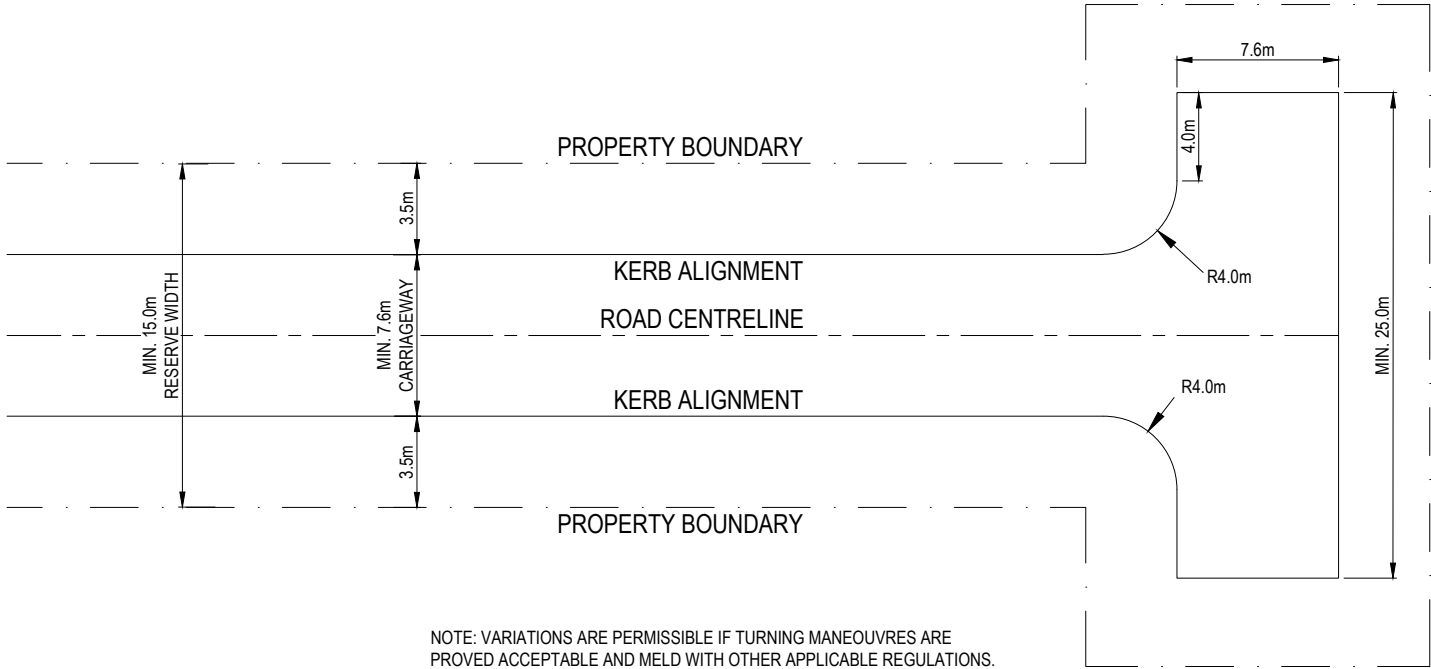 7.6m
4.0m
PROPERTY BOUNDARY
3.5m
KERB ALIGNMENT
R4.0m
MIN. 15.0m
RESERVE WIDTH
MIN. 7.6m
CARRIAGEWAY
ROAD CENTRELINE
MIN. 25.0m
KERB ALIGNMENT
R4.0m
3.5m
PROPERTY BOUNDARY
NOTE: VARIATIONS ARE PERMISSIBLE IF TURNING MANEOUVRES ARE
PROVED ACCEPTABLE AND MELD WITH OTHER APPLICABLE REGULATIONS.